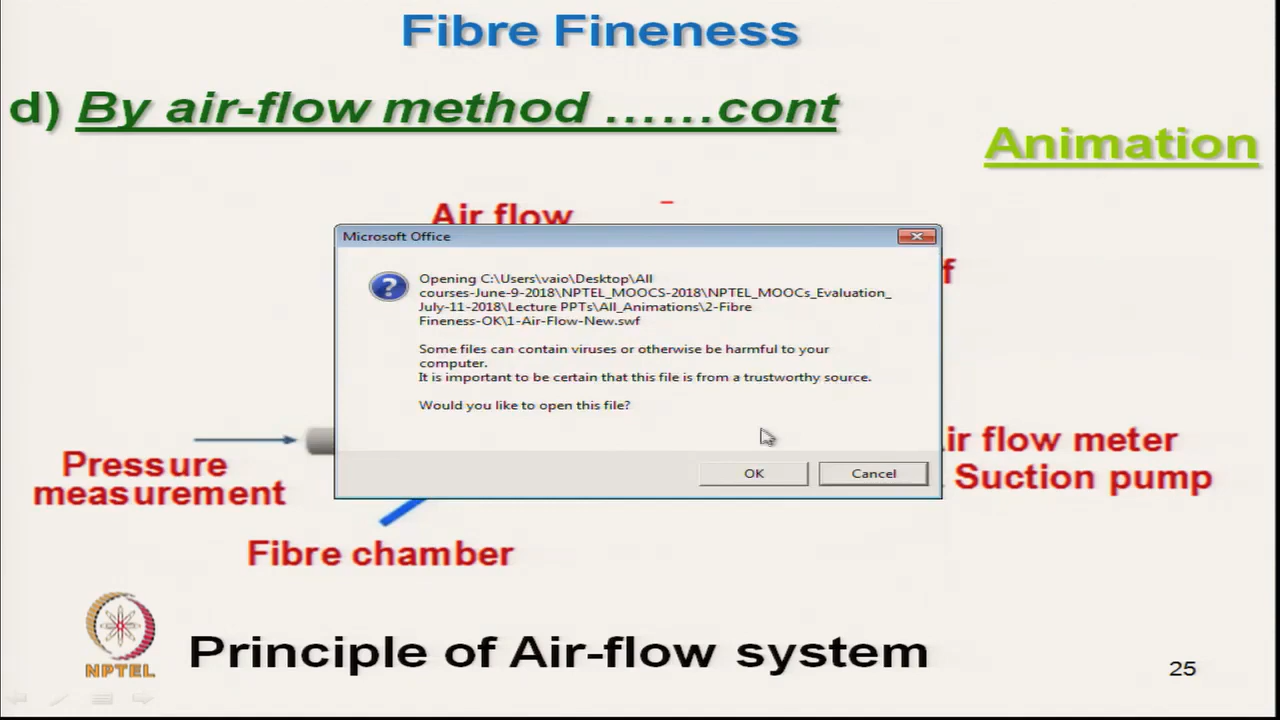 Fibre Fineness
d) By air-flow method ……cont
Animation
Air flow
Microsoft Office
Opening C:\Users\vaio\Desktop\All
courses-June-9-2018\NPTEL_MOOCS-2018\NPTEL_MOOCs_Evaluation_
July-11-2018\Lecture PPTs\All_Animations\2-Fibre
Fineness-OK\1-Air-Flow-New.swf
Some files can contain viruses or otherwise be harmful to your
computer.
It is important to be certain that this file is from a trustworthy source.
Would you like to open this file?
OK
Cancel
Pressure
measurement
ir flow meter
Suction pump
Fibre chamber
NPTEL
Principle of Air-flow system
25